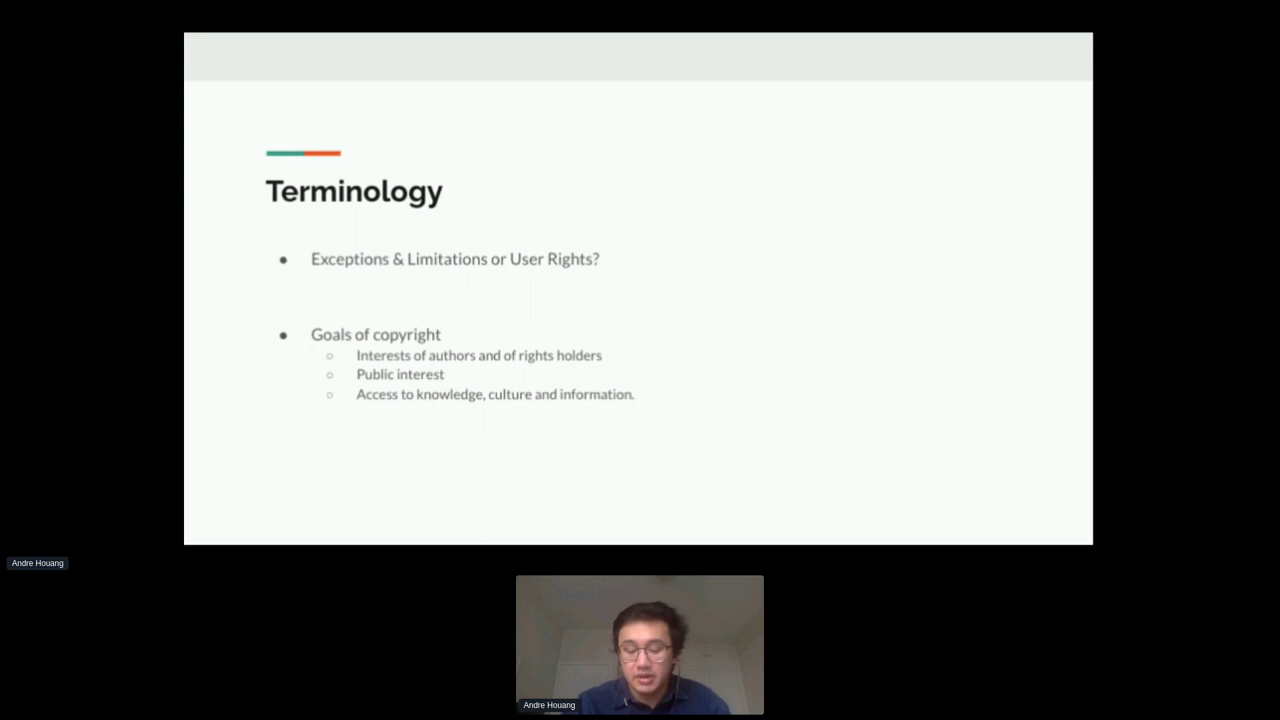 Terminology
● Exceptions & Limitations or User Rights?
● Goals of copyright
○ Interests of authors and of rights holders
○ Public interest
○ Access to knowledge, culture and information.
Andre Houang
Andre Houang